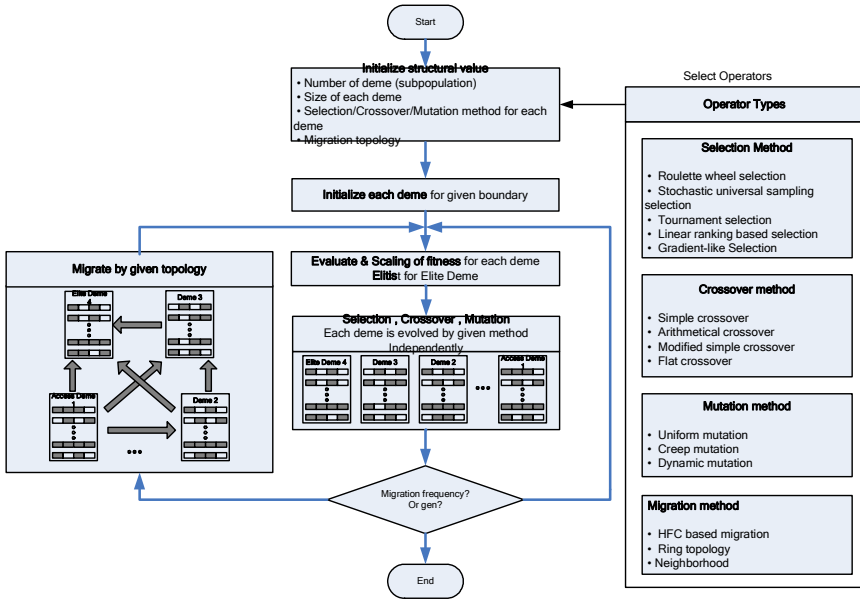 Start
Initialize structural value
• Number of deme (subpopulation)
• Size of each deme
• Selection/Crossover/Mutation method for each
deme
• Migration topology
Initialize each deme for given boundary
Evaluate & Scaling of fitness for each deme
Elitist for Elite Deme
Selection , Crossover , Mutation
Each deme is evolved by given method
Independently
Elite Deme 4
Deme 3
Deme 2
Access Deme
1
Migration frequency?
Or gen?
End
Migrate by given topology
Elite Deme
4
Deme 3
Access Deme
1
Deme 2
Select Operators
Operator Types
Selection Method
• Roulette wheel selection
• Stochastic universal sampling
selection
• Tournament selection
• Linear ranking based selection
• Gradient-like Selection
Crossover method
• Simple crossover
• Arithmetical crossover
• Modified simple crossover
• Flat crossover
Mutation method
• Uniform mutation
• Creep mutation
• Dynamic mutation
Migration method
• HFC based migration
• Ring topology
• Neighborhood